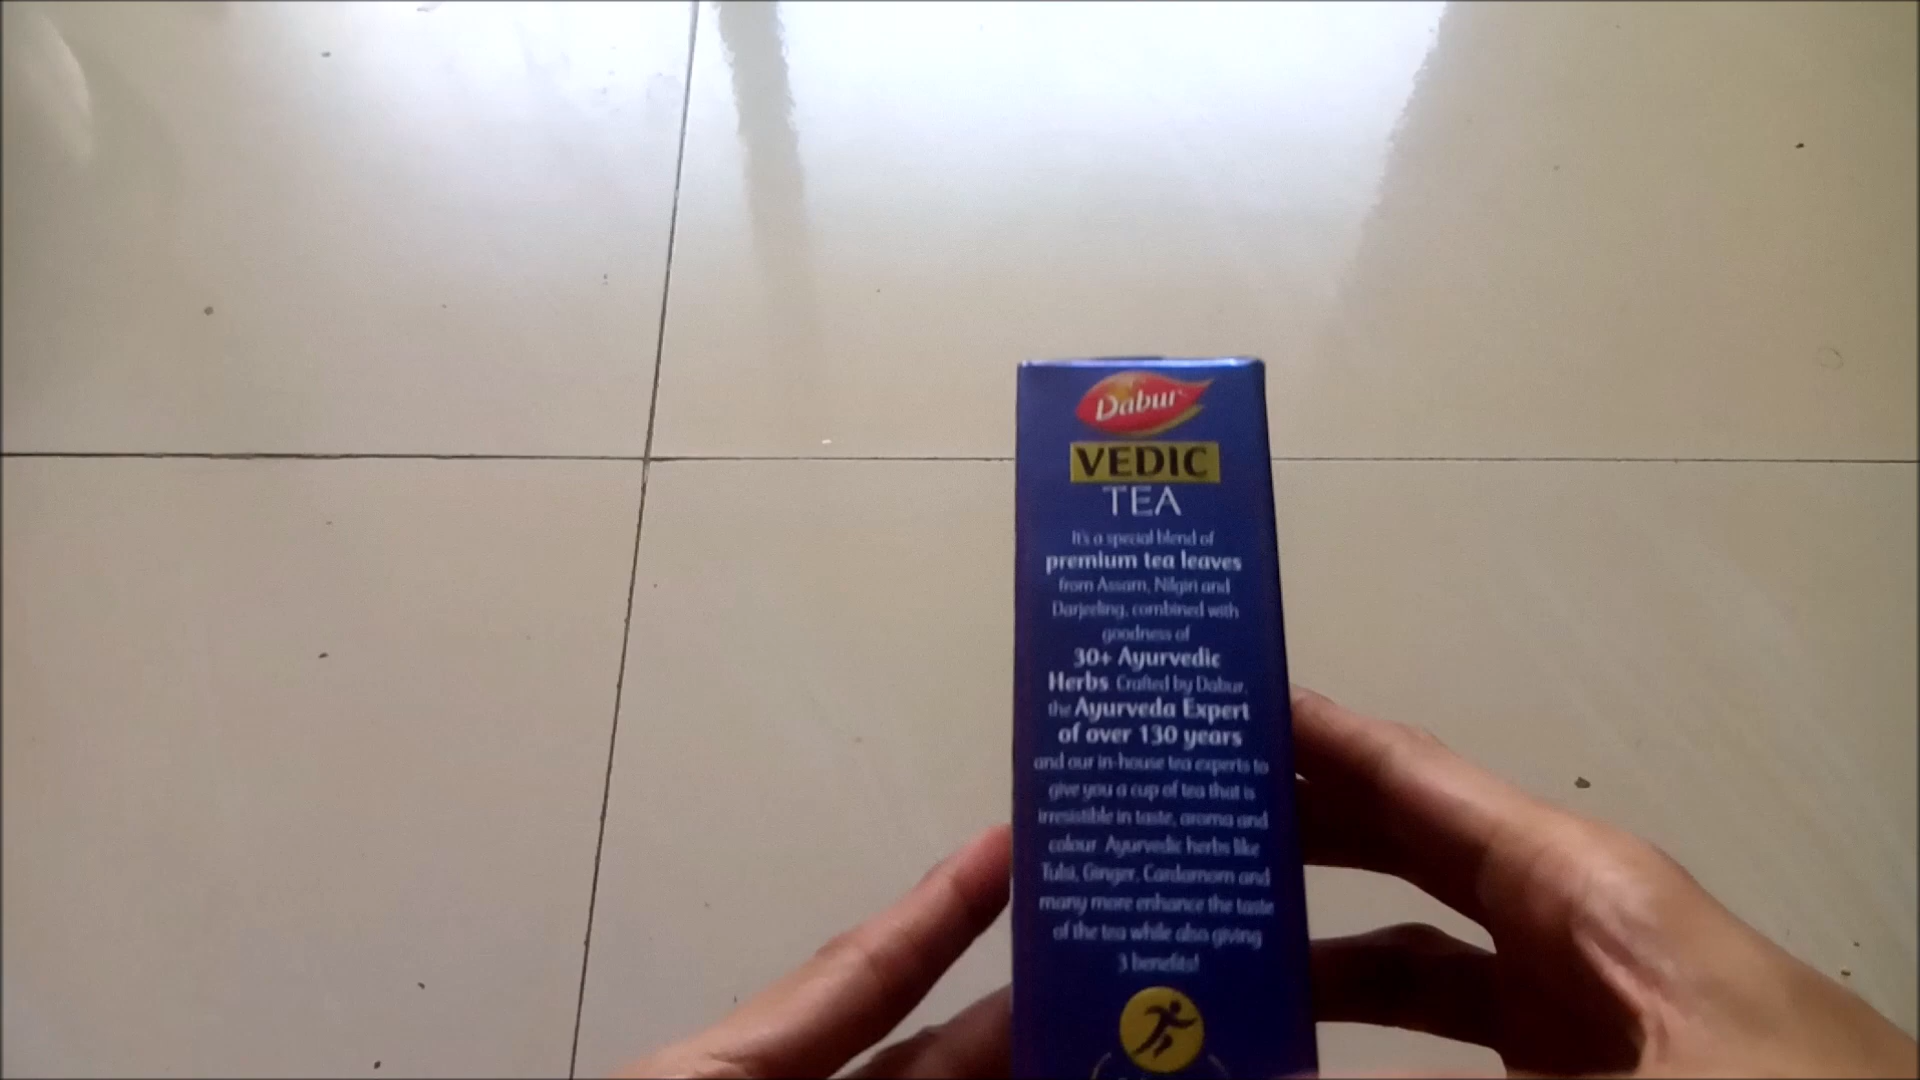 Dabur
VEDIC
TEA
It's a special blend of
premium tea leaves
from Assam, Nilgiri and
Darjeeling, combined with
goodness of
30+ Ayurvedic
Herbs. Crafted by Dabur,
the Ayurveda Expert
of over 130 years
and our in-house tea experts to
give you a cup of tea that is
irresistible in taste, aroma and
colour. Ayurvedic herbs like
Tulsi, Ginger, Cardamom and
many more enhance the taste
of the tea while also giving
3 benefits!